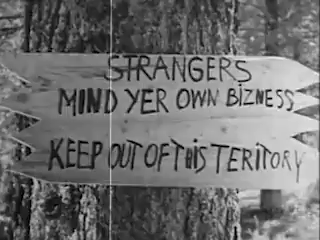 STRANGERS
MIND YER OWN BIZNESS
KEEP OUT OF THIS TERITORY